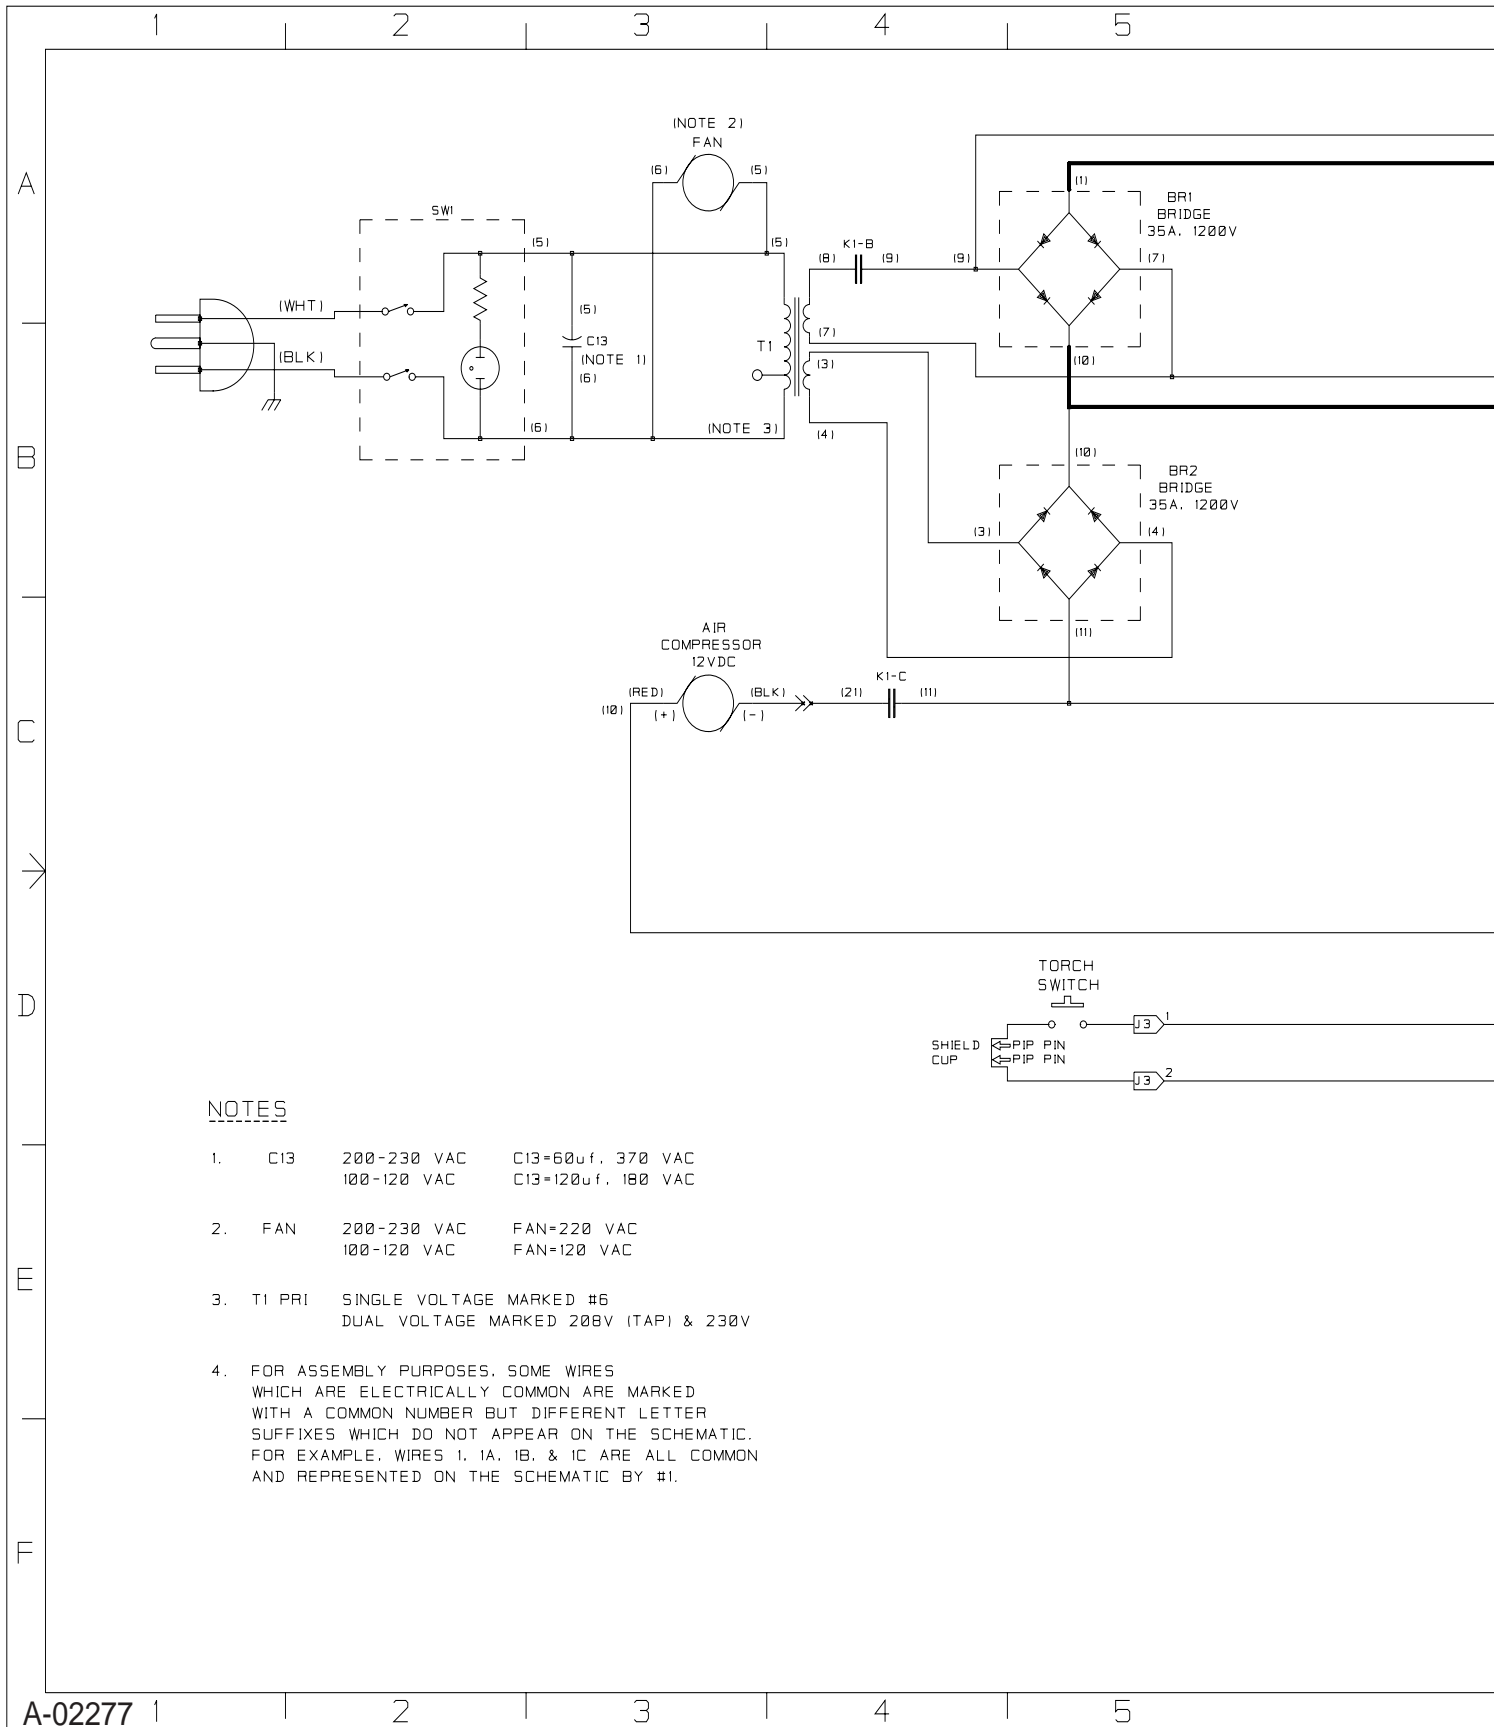 1 2 3 4 5
(NOTE 2)
FAN
(6) (5)
A
(1)
BR1
BRIDGE
35A, 1200V
SW1
(5) (5)
K1-B
(8) (9) (9) (7)
(WHT)
(5)
C13
(NOTE 1)
(6)
(BLK)
T1
(7)
(3)
(10)
(6) (NOTE 3) (4)
B
(10)
BR2
BRIDGE
35A, 1200V
(3) (4)
(11)
AIR
COMPRESSOR
12VDC
K1-C
(RED) (BLK) (21) (11)
(10) (+) (-)
C
TORCH
SWITCH
D
J3 1
SHIELD PIP PIN
CUP PIP PIN
J3 2
NOTES
1. C13 200-230 VAC C13=60uf, 370 VAC
100-120 VAC C13=120uf, 180 VAC
2. FAN 200-230 VAC FAN=220 VAC
100-120 VAC FAN=120 VAC
E
3. T1 PRI SINGLE VOLTAGE MARKED #6
DUAL VOLTAGE MARKED 208V (TAP) & 230V
4. FOR ASSEMBLY PURPOSES, SOME WIRES
WHICH ARE ELECTRICALLY COMMON ARE MARKED
WITH A COMMON NUMBER BUT DIFFERENT LETTER
SUFFIXES WHICH DO NOT APPEAR ON THE SCHEMATIC.
FOR EXAMPLE, WIRES 1, 1A, 1B, & 1C ARE ALL COMMON
AND REPRESENTED ON THE SCHEMATIC BY #1.
F
A-02277 1 2 3 4 5